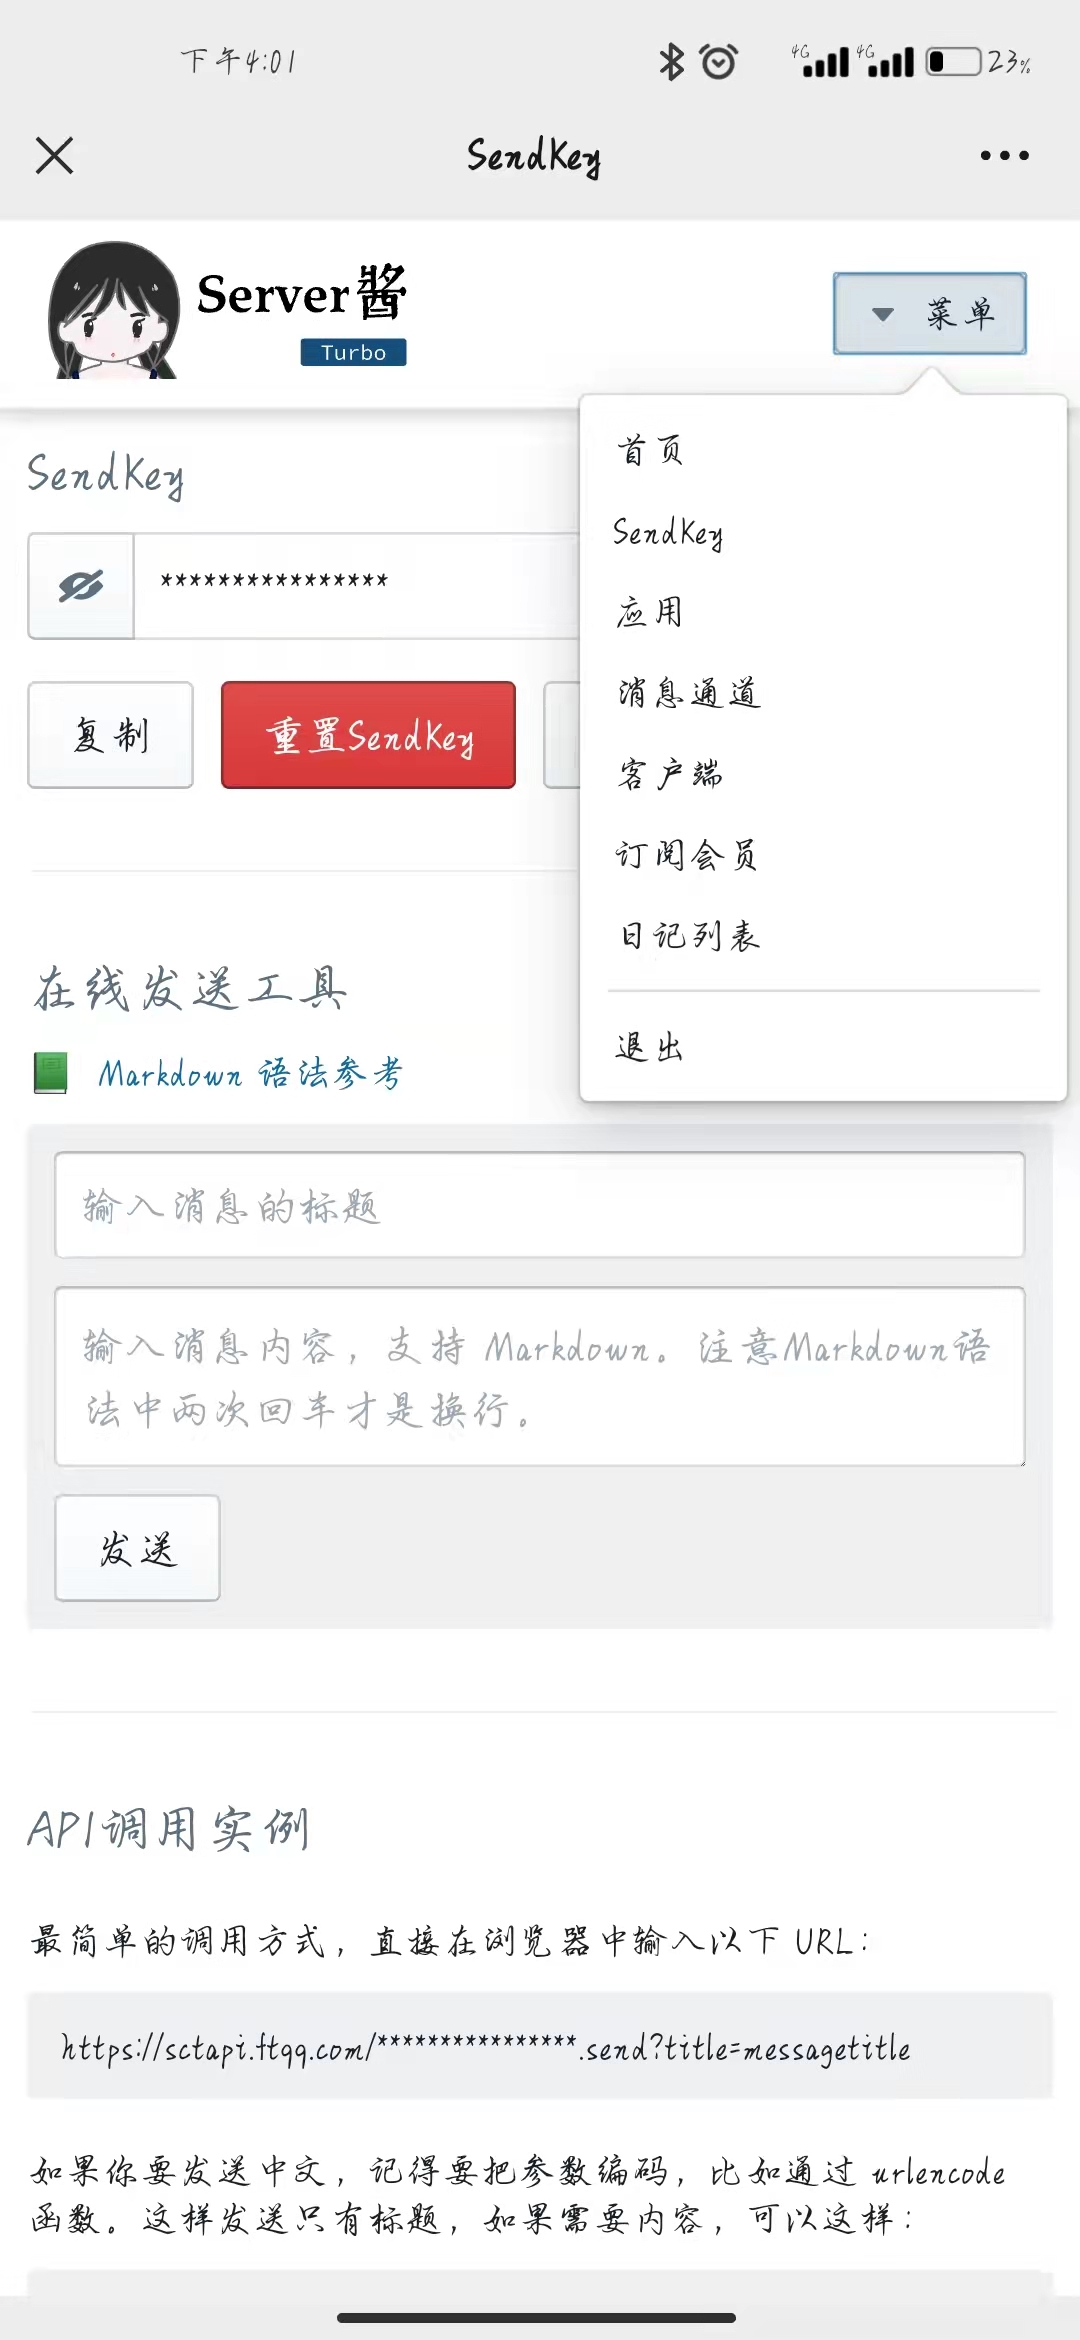 下午4:01
4G 4G 23%
SendKey
Server酱
Turbo
菜单
首页
SendKey
应用
消息通道
客户端
订阅会员
日记列表
退出
SendKey
****************
复制
重置SendKey
在线发送工具
Markdown 语法参考
输入消息的标题
输入消息内容，支持 Markdown。注意Markdown语
法中两次回车才是换行。
发送
API调用实例
最简单的调用方式，直接在浏览器中输入以下 URL：
https://sctapi.ftqq.com/****************.send?title=messagetitle
如果你要发送中文，记得要把参数编码，比如通过 urlencode
函数。这样发送只有标题，如果需要内容，可以这样：